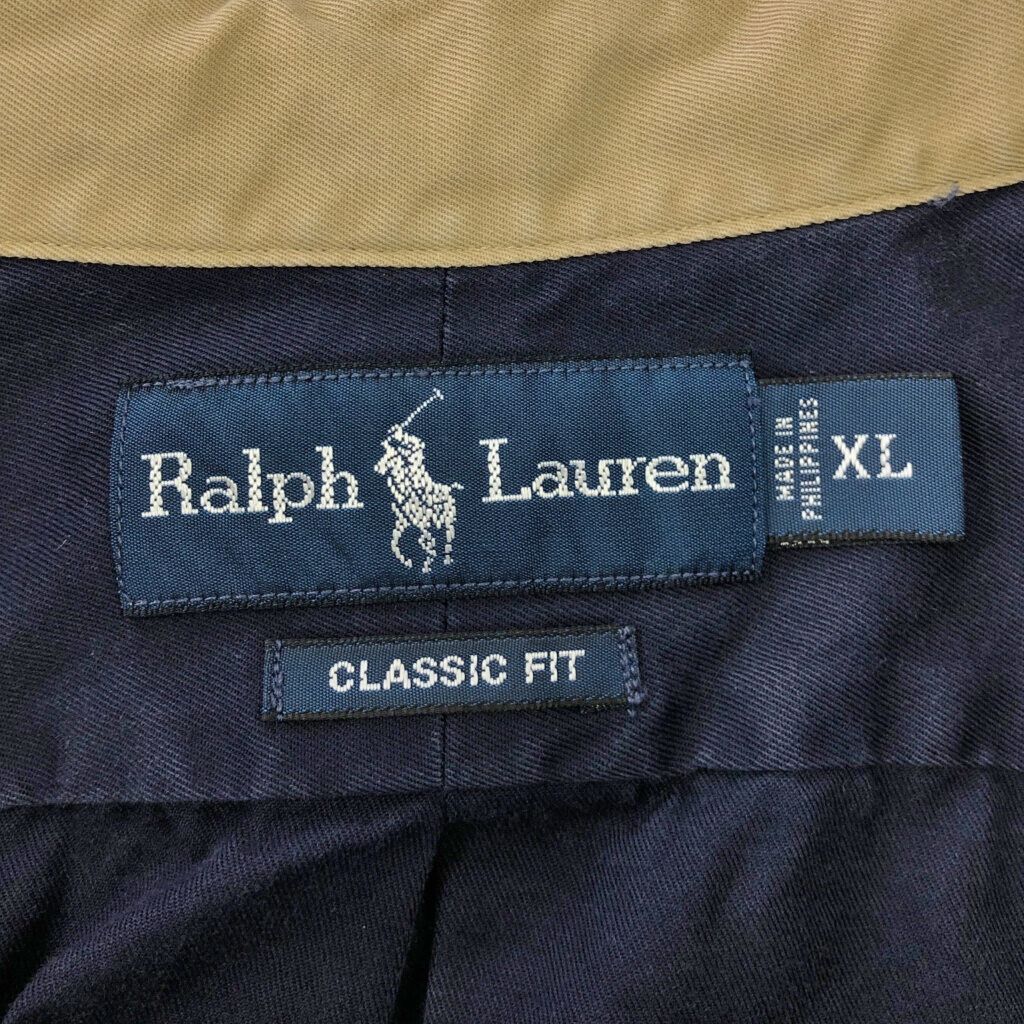 Ralph Lauren
MADE IN
PHILIPPINES
XL
CLASSIC FIT